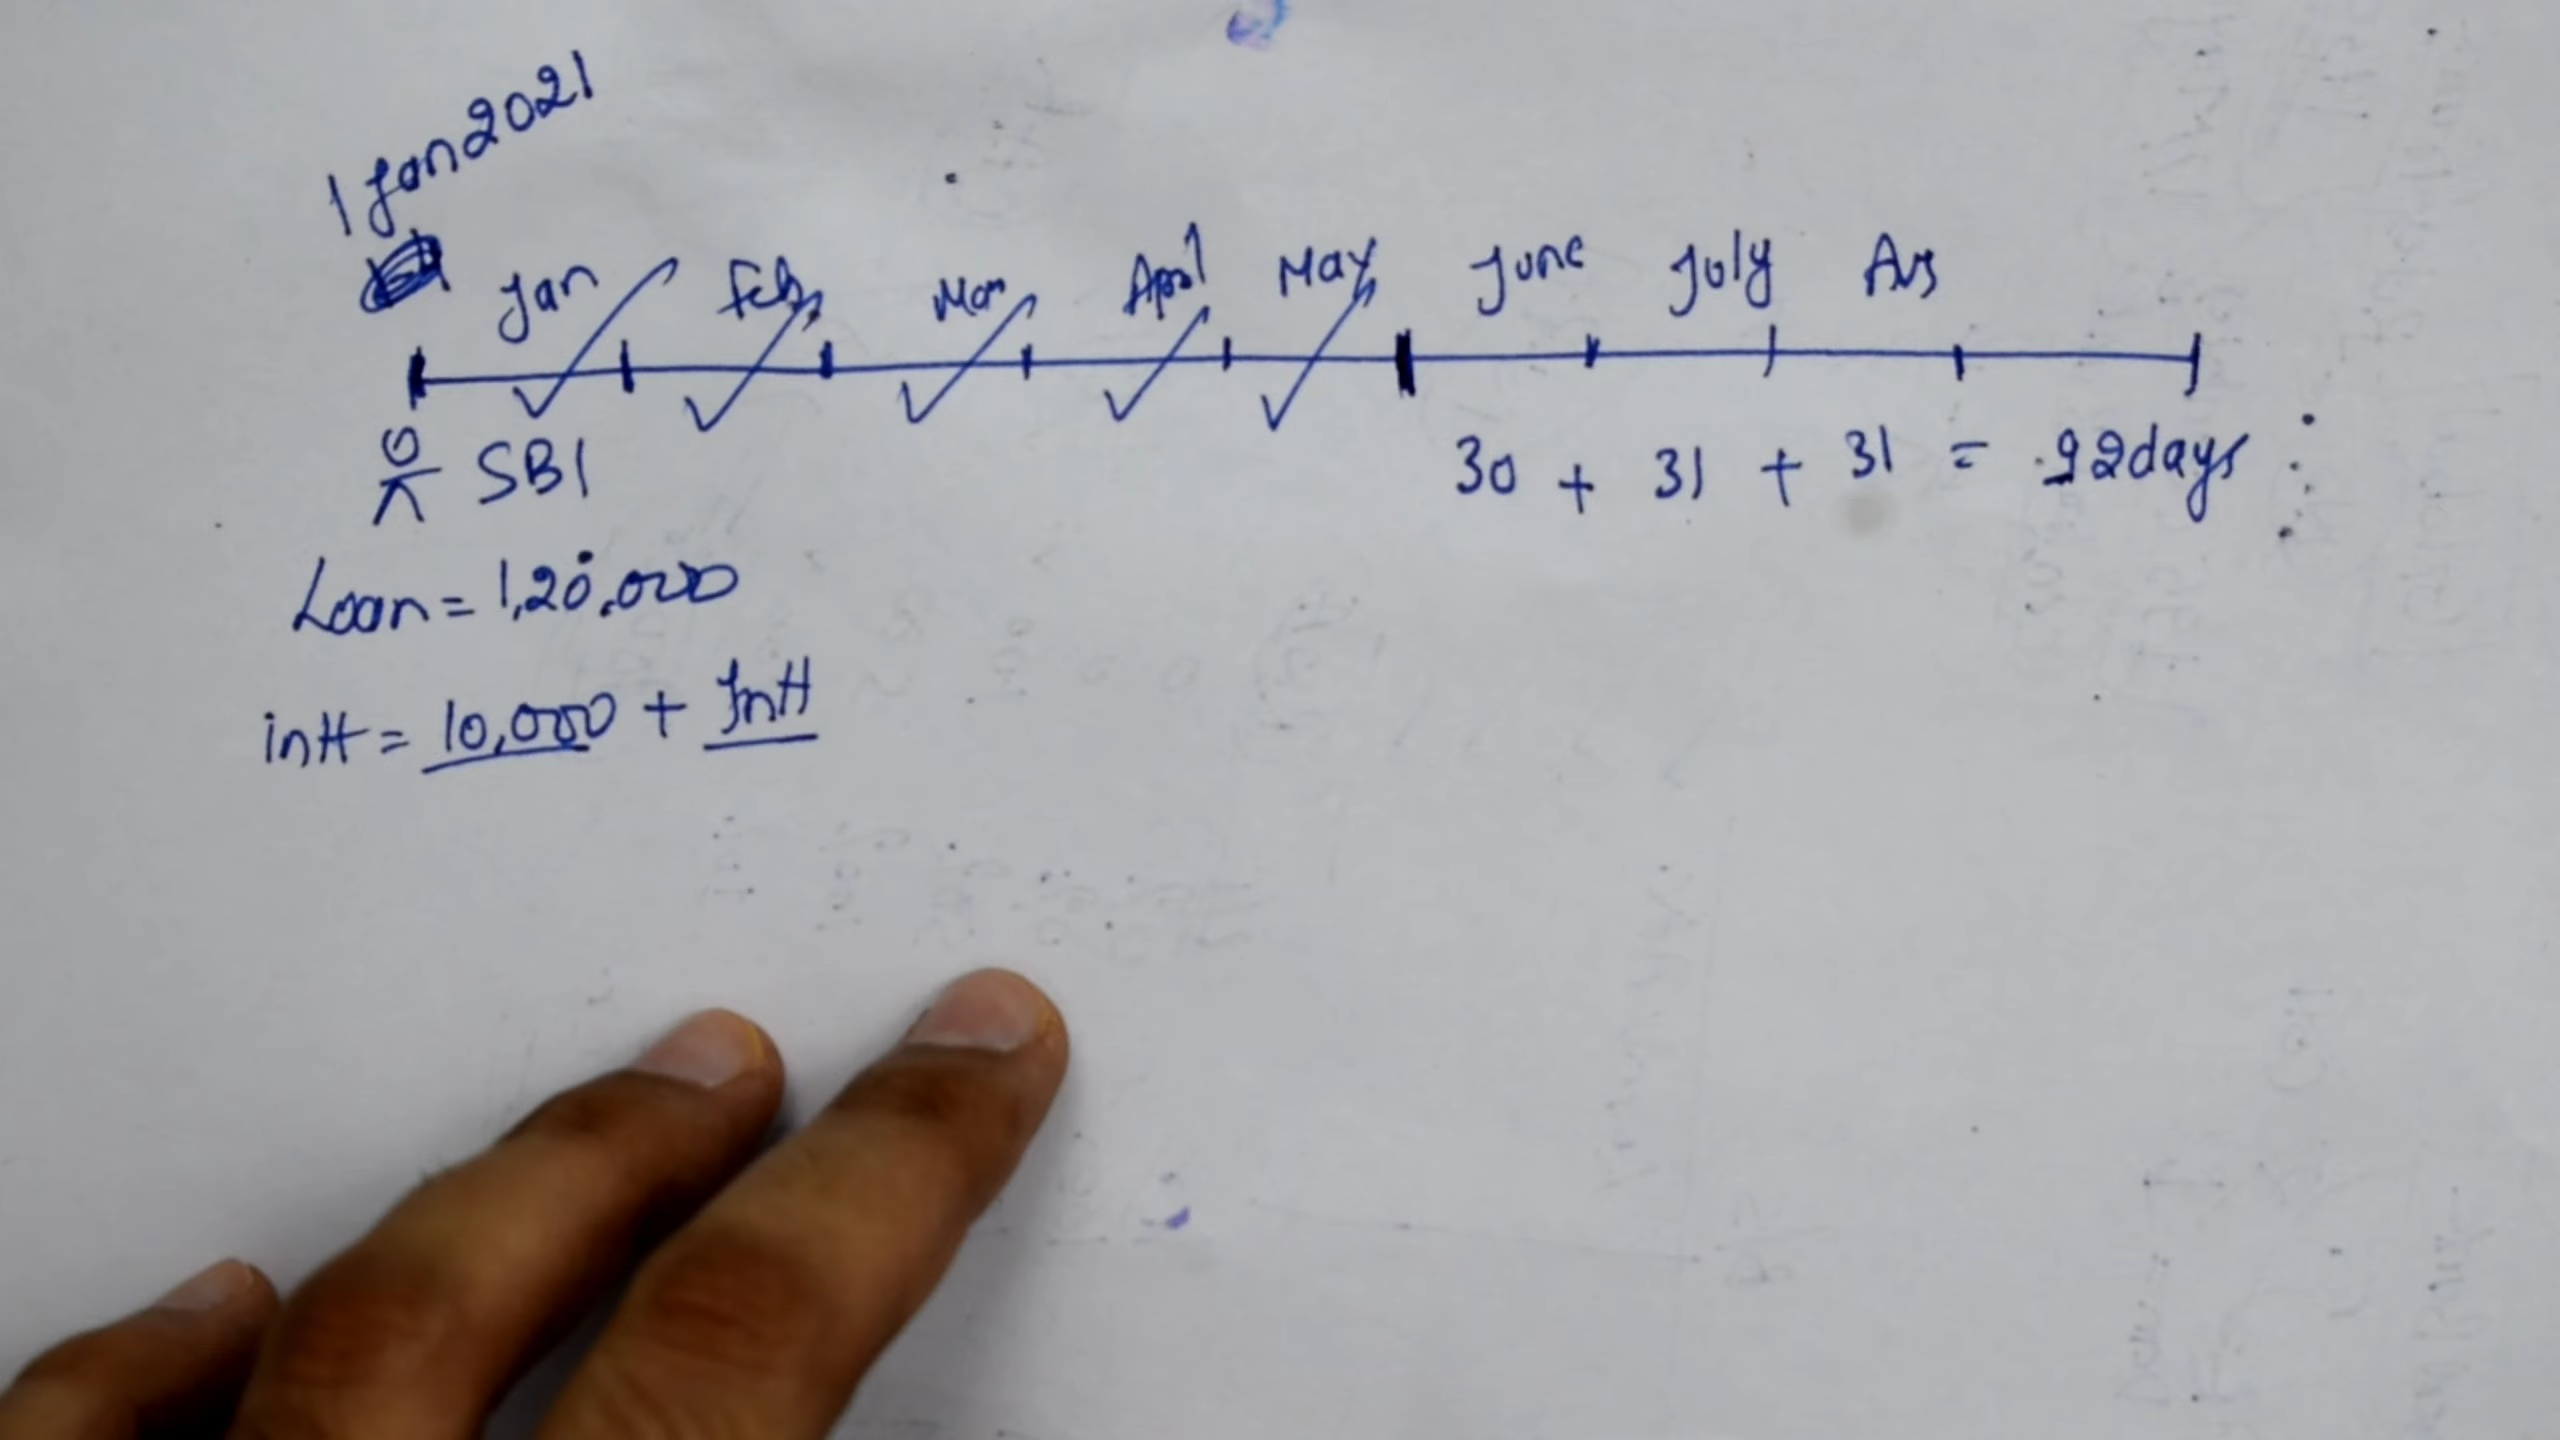 1 Jan 2021
Jan Feb Mar April May June July Aug
SBI
30 + 31 + 31 = 92 days
Loan = 1,20,000
intt = 10,000 + Intt